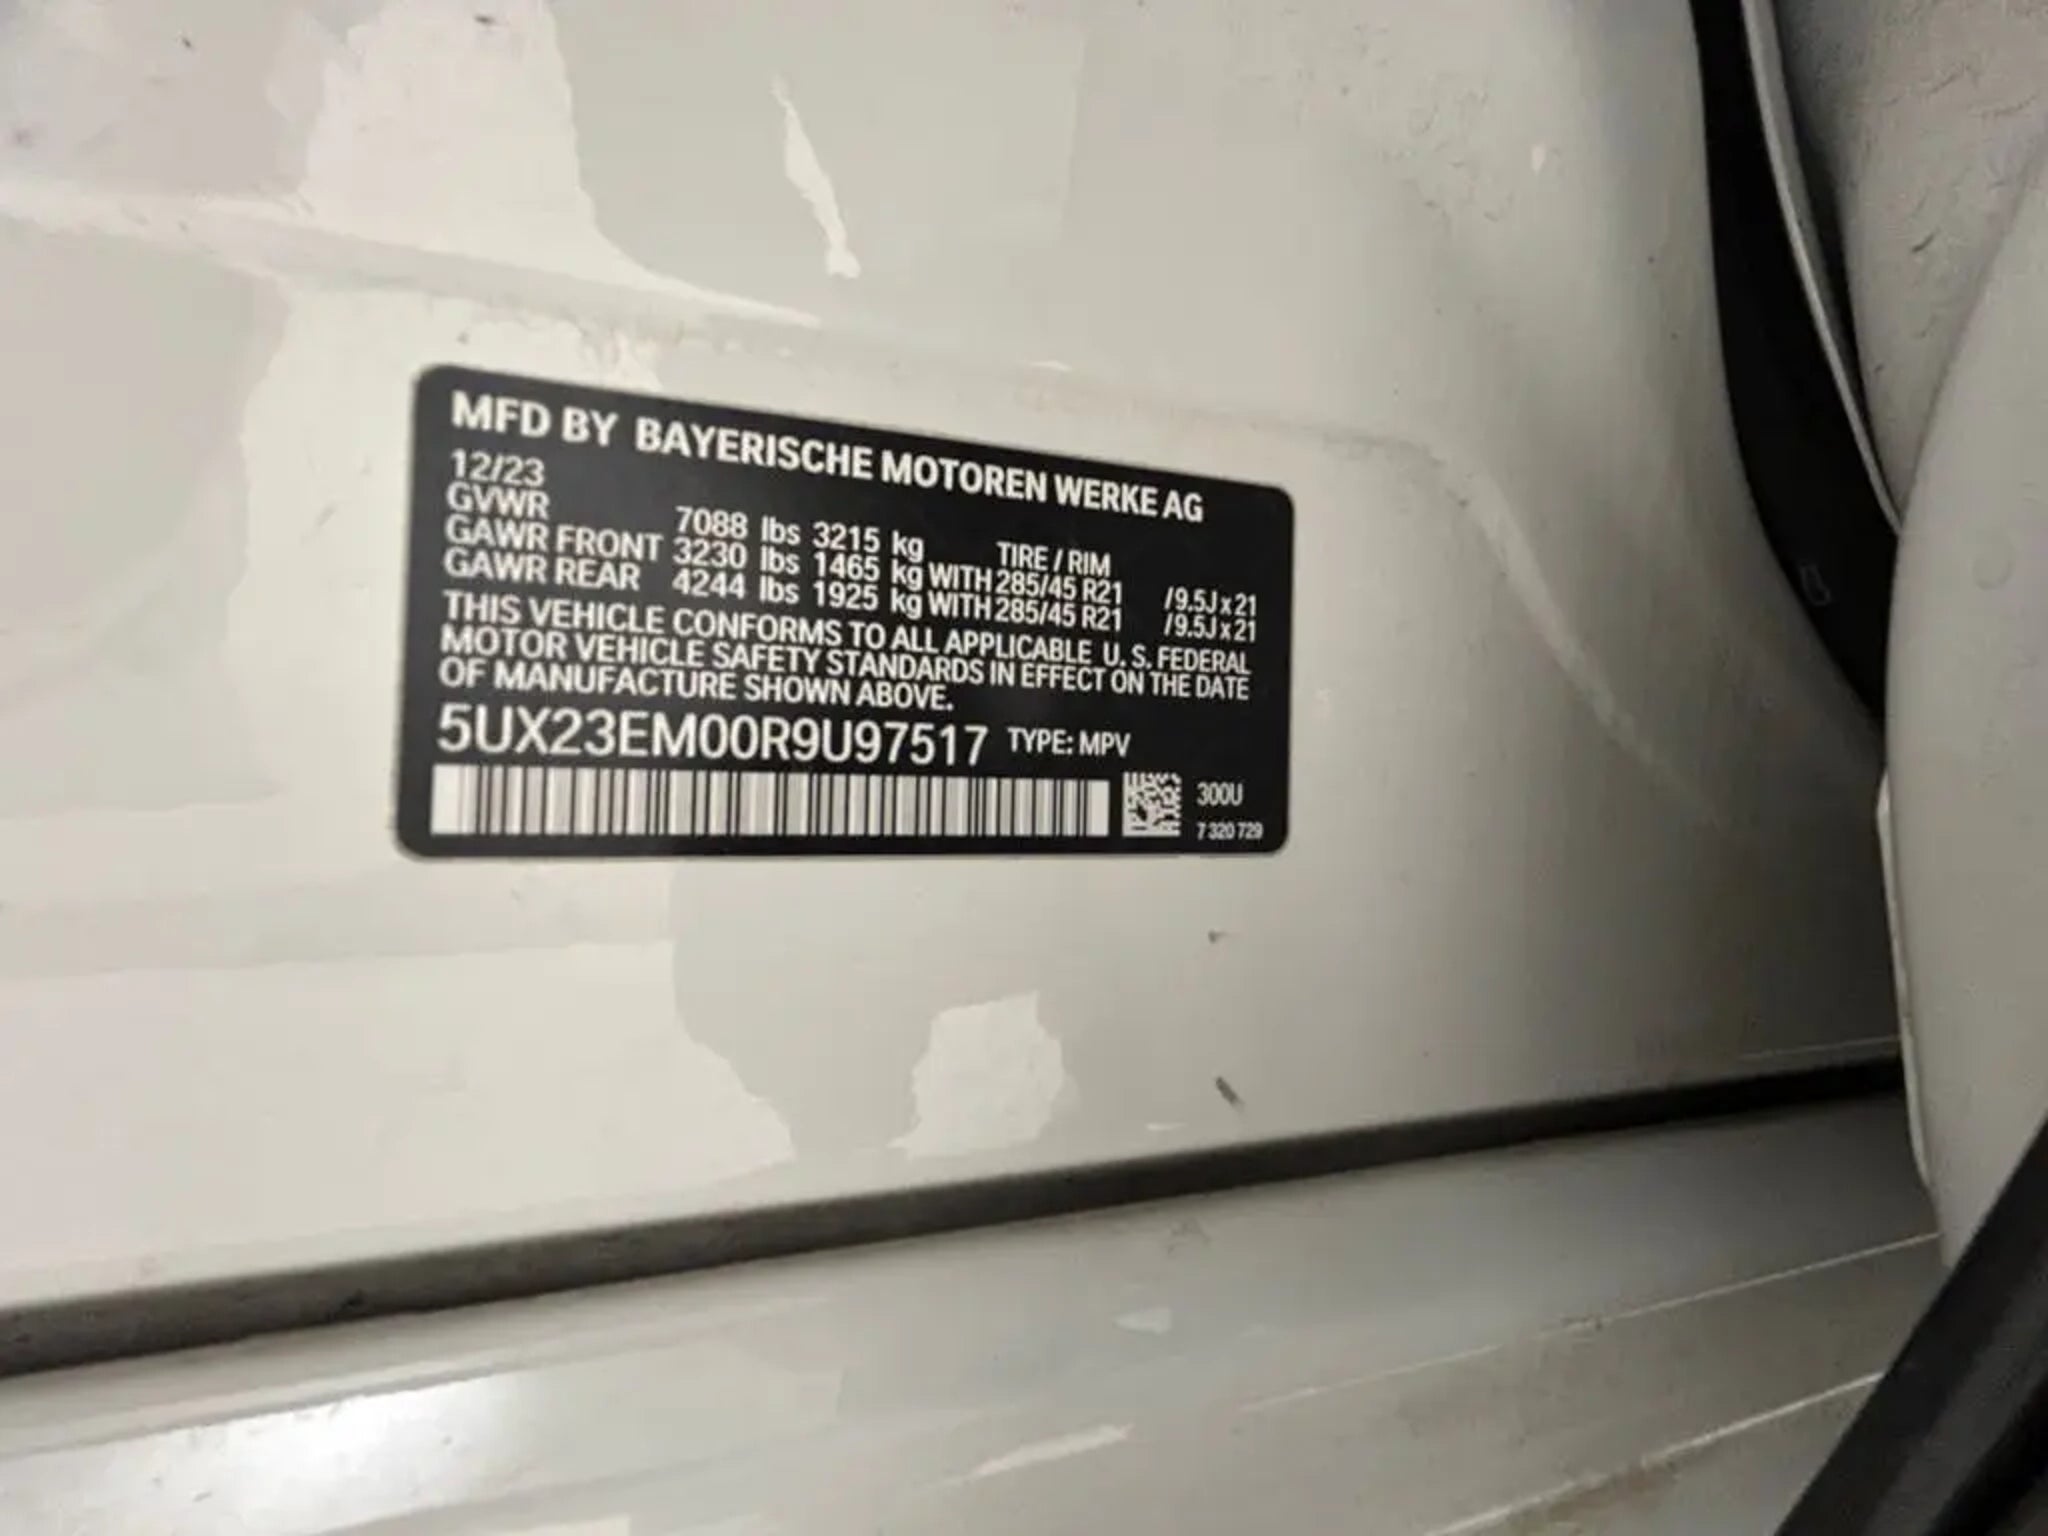 MFD BY BAYERISCHE MOTOREN WERKE AG
12/23
GVWR 7088 lbs 3215 kg TIRE / RIM
GAWR FRONT 3230 lbs 1465 kg WITH 285/45 R21 /9.5J x 21
GAWR REAR 4244 lbs 1925 kg WITH 285/45 R21 /9.5J x 21
THIS VEHICLE CONFORMS TO ALL APPLICABLE U. S. FEDERAL
MOTOR VEHICLE SAFETY STANDARDS IN EFFECT ON THE DATE
OF MANUFACTURE SHOWN ABOVE.
5UX23EM00R9U97517 TYPE: MPV
300U
7 320 729